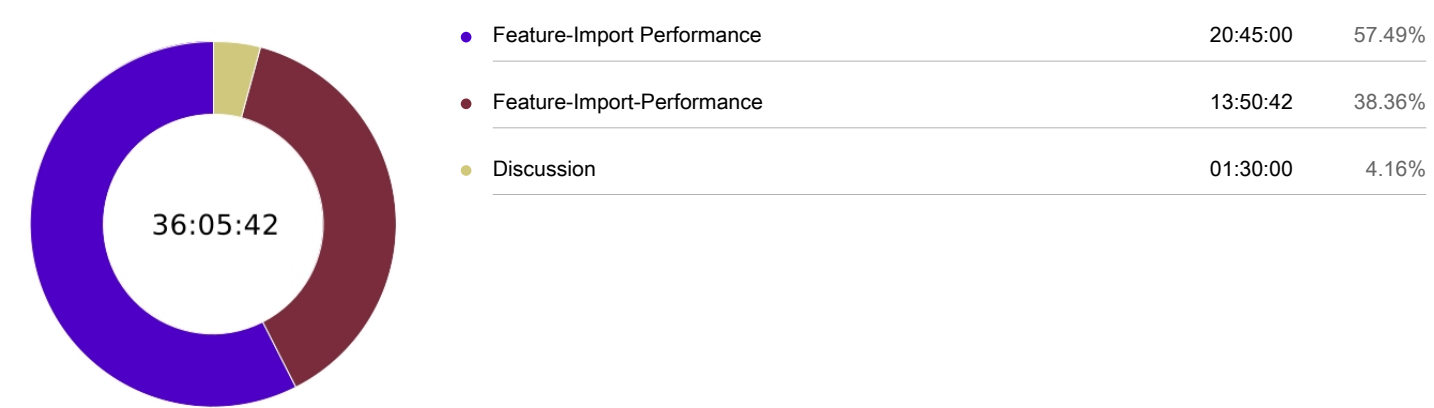 Feature-Import Performance 20:45:00 57.49%
Feature-Import-Performance 13:50:42 38.36%
Discussion 01:30:00 4.16%
36:05:42